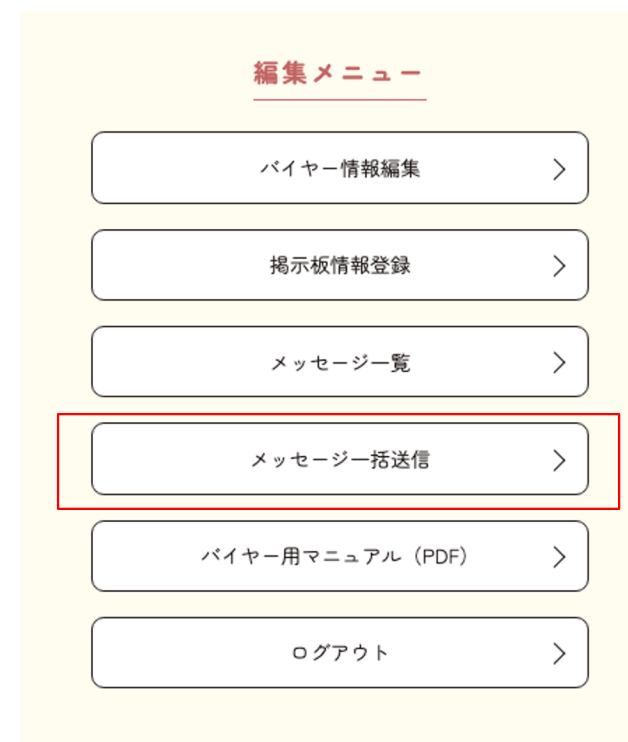 編集メニュー
バイヤー情報編集
掲示板情報登録
メッセージ一覧
メッセージ一括送信
バイヤー用マニュアル（PDF）
ログアウト